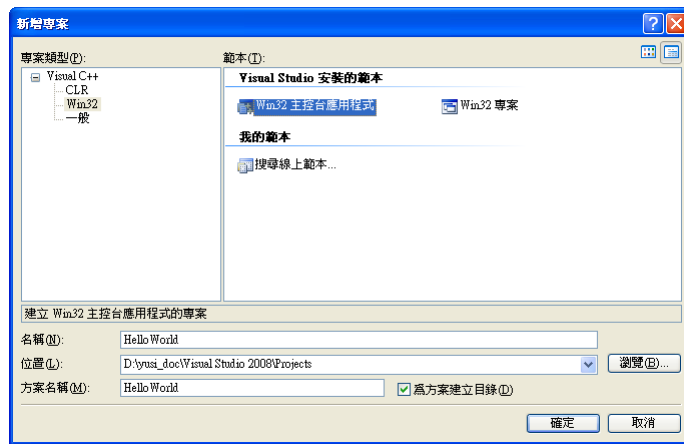 新增專案
專案類型(P):
範本(T):
Visual C++
CLR
Win32
一般
Visual Studio 安裝的範本
Win32 主控台應用程式
Win32 專案
我的範本
搜尋線上範本...
建立 Win32 主控台應用程式的專案
名稱(N):
HelloWorld
位置(L):
D:\yusi_doc\Visual Studio 2008\Projects
瀏覽(B)...
方案名稱(M):
HelloWorld
為方案建立目錄(D)
確定
取消